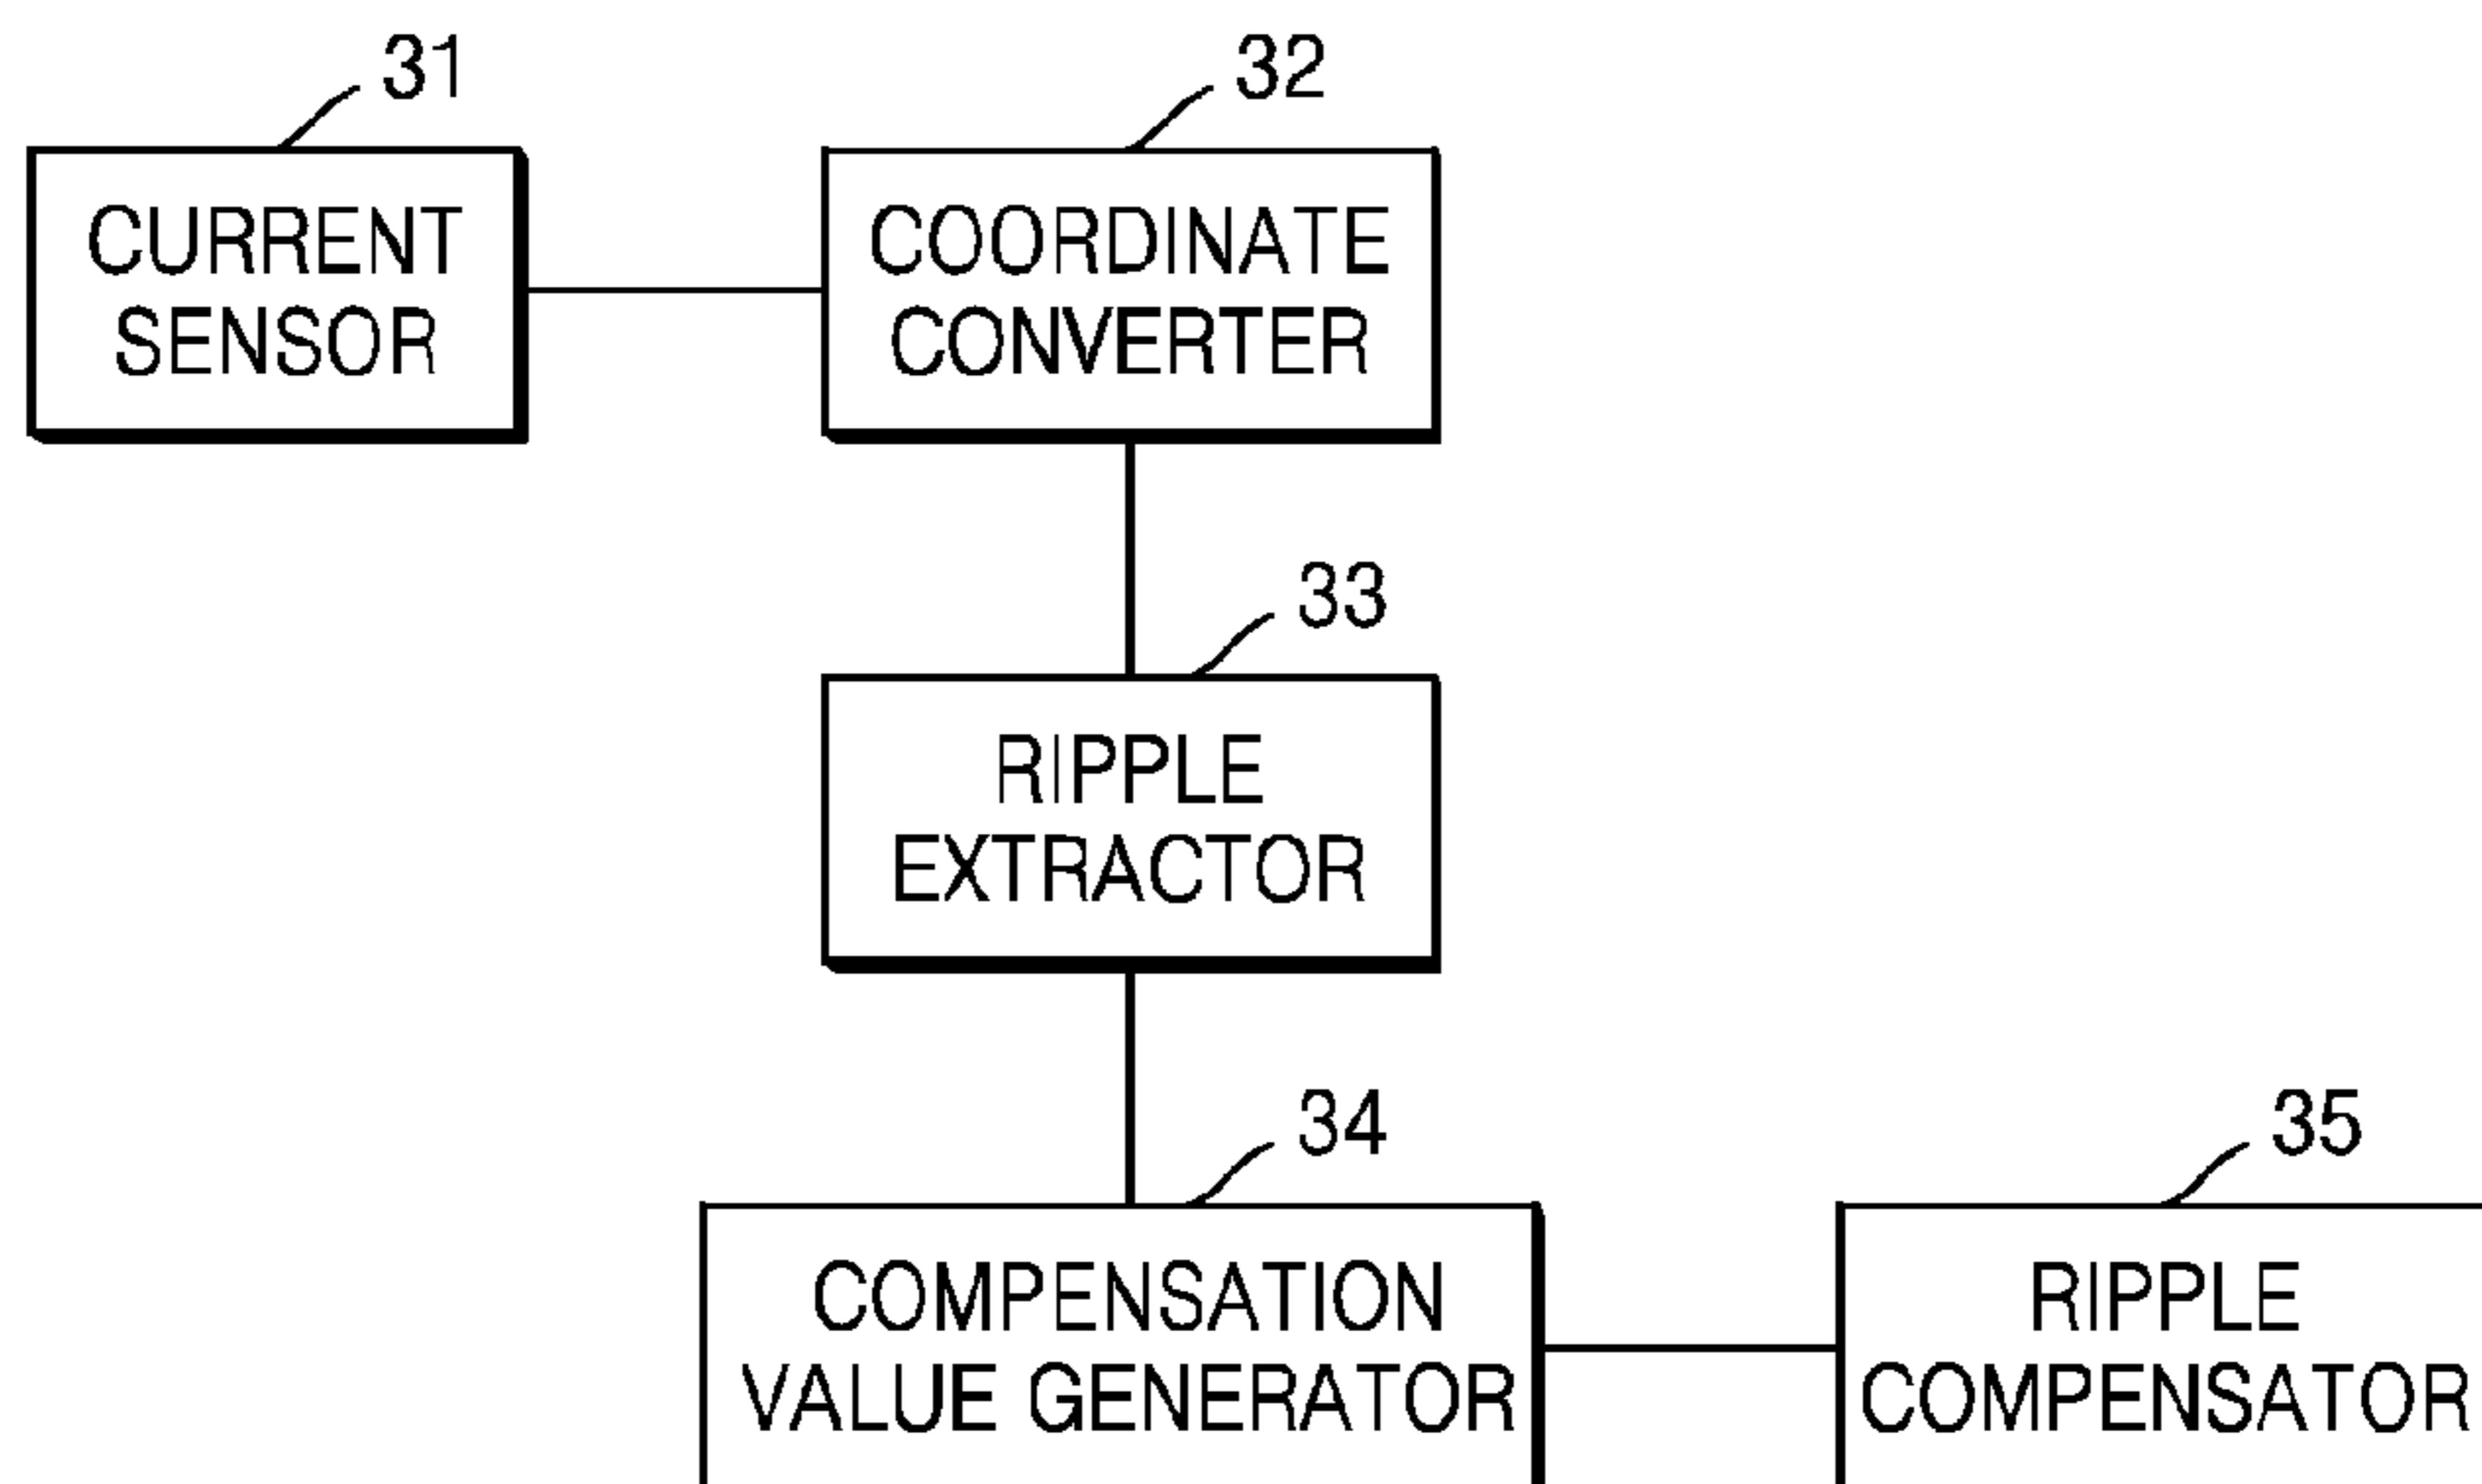 31
32
CURRENT
SENSOR
COORDINATE
CONVERTER
33
RIPPLE
EXTRACTOR
34
35
COMPENSATION
VALUE GENERATOR
RIPPLE
COMPENSATOR